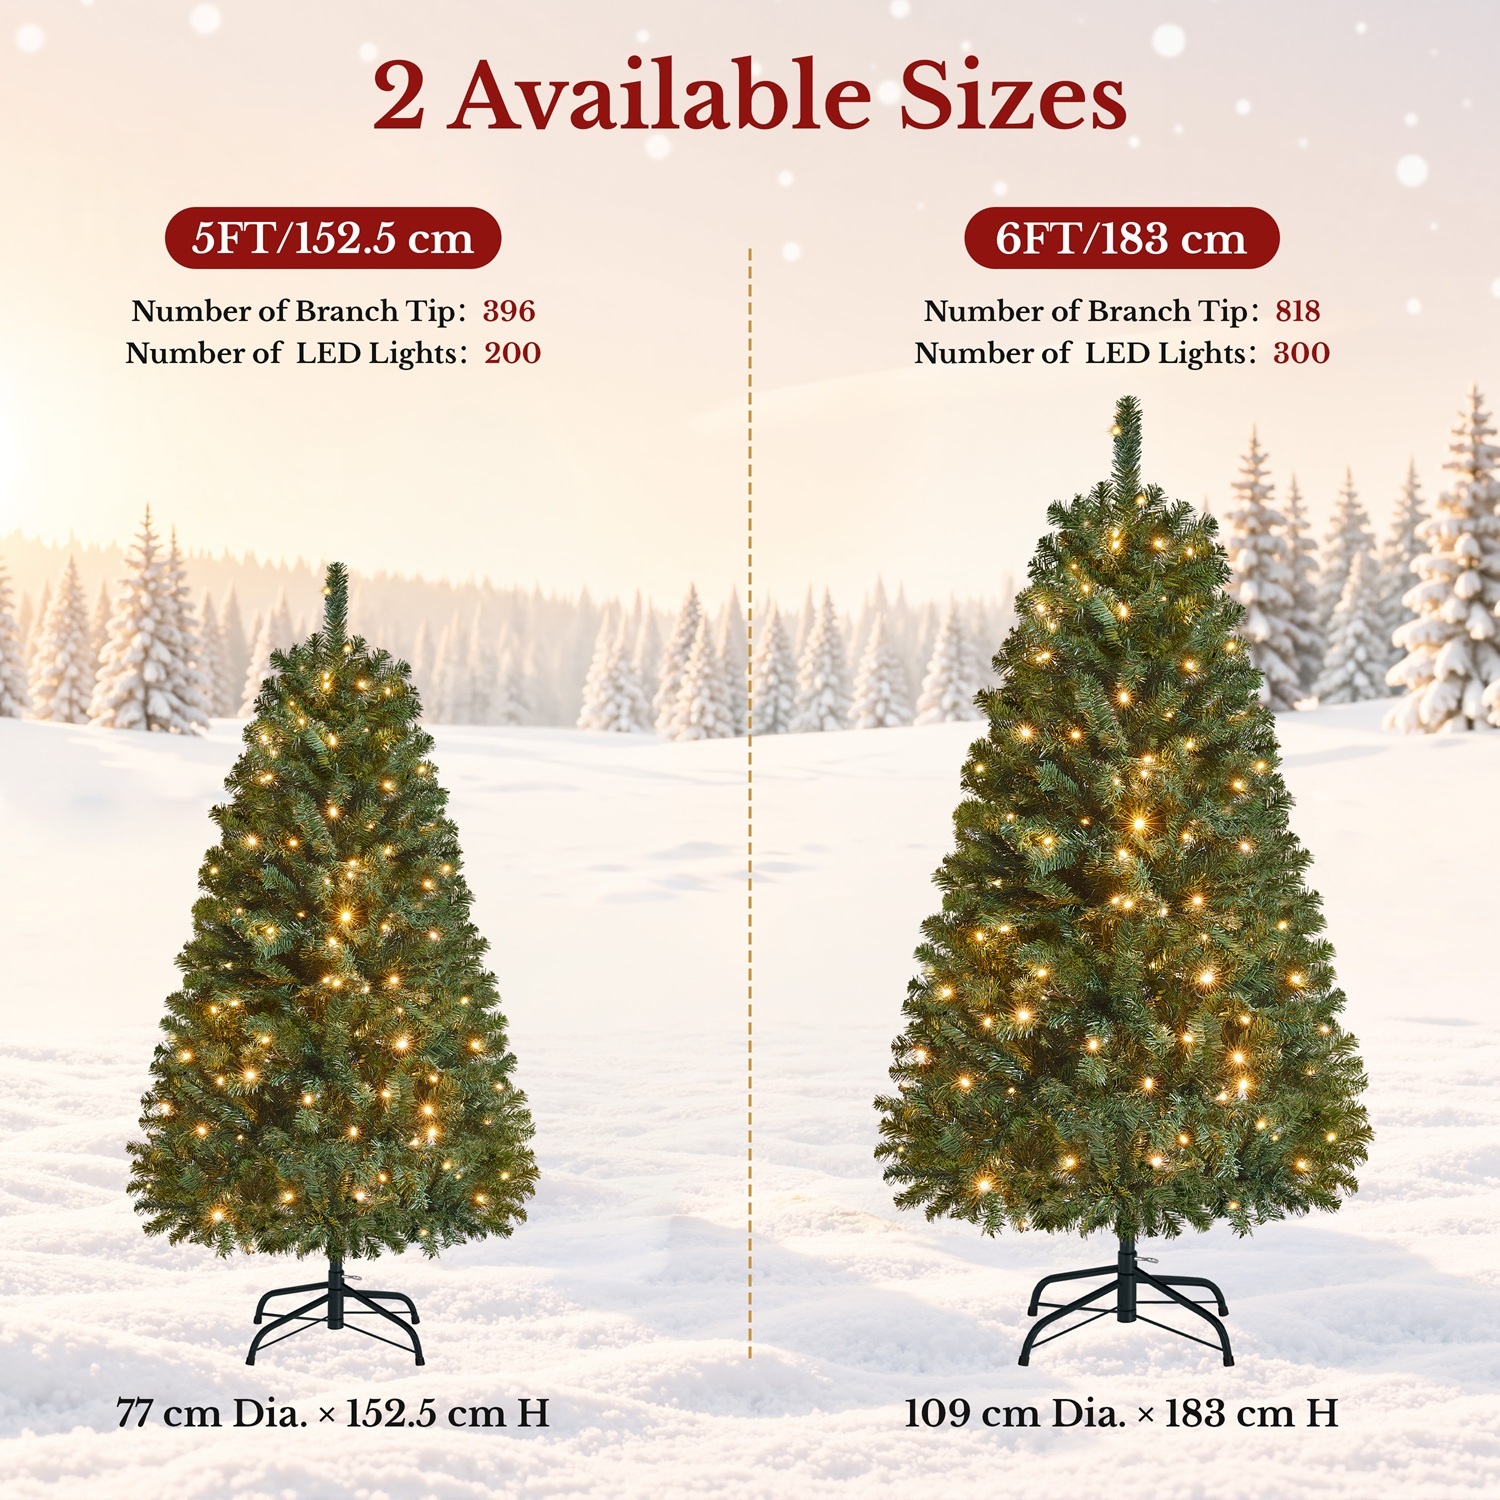 2 Available Sizes
5FT/152.5 cm
Number of Branch Tip: 396
Number of LED Lights: 200
77 cm Dia. × 152.5 cm H
6FT/183 cm
Number of Branch Tip: 818
Number of LED Lights: 300
109 cm Dia. × 183 cm H